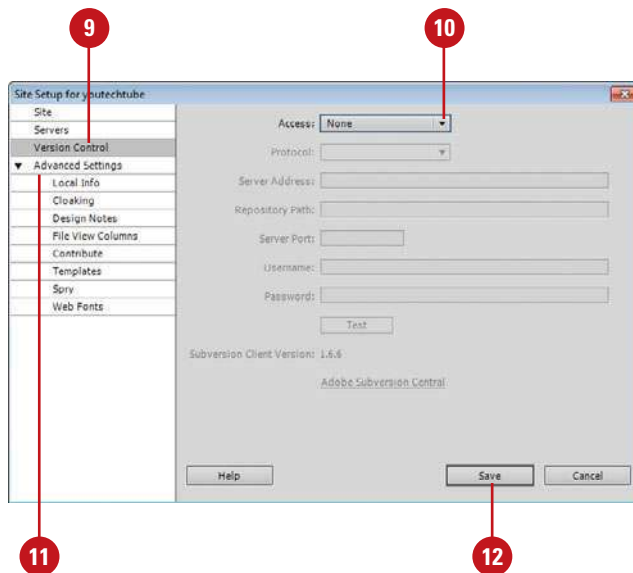 9
10
Site Setup for youtechtube
Site
Servers
Version Control
Advanced Settings
Local Info
Cloaking
Design Notes
File View Columns
Contribute
Templates
Spry
Web Fonts
Access: None
Protocol:
Server Address:
Repository Path:
Server Port:
Username:
Password:
Test
Subversion Client Version: 1.6.6
Adobe Subversion Central
Help
Save
Cancel
11
12